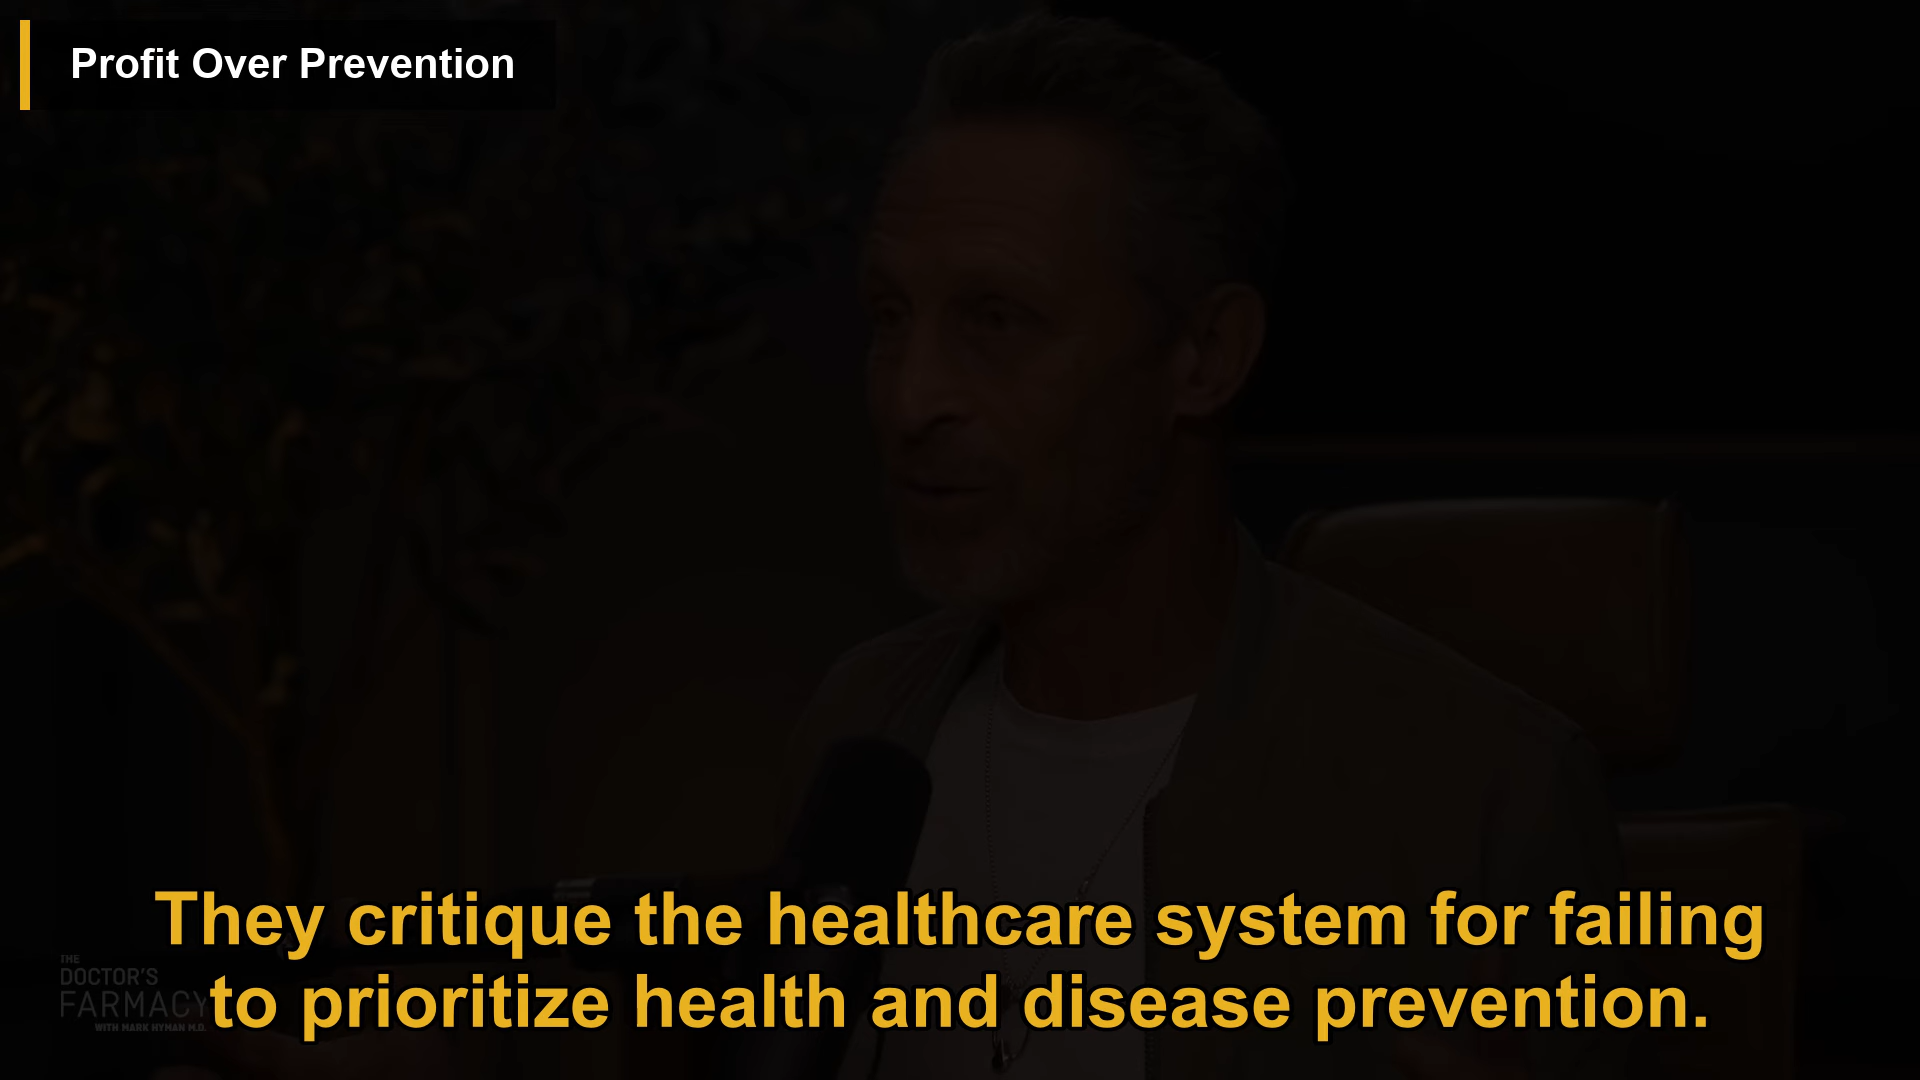 Profit Over Prevention
They critique the healthcare system for failing
to prioritize health and disease prevention.
THE
DOCTOR'S
FARMACY
WITH MARK HYMAN M.D.